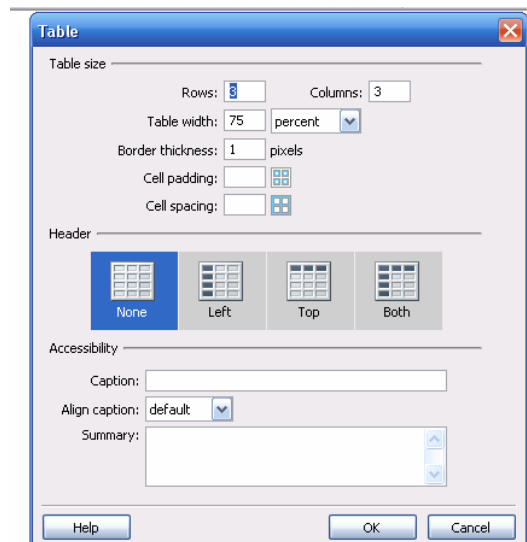 Table
Table size
Rows: 3 Columns: 3
Table width: 75 percent
Border thickness: 1 pixels
Cell padding:
Cell spacing:
Header
None Left Top Both
Accessibility
Caption:
Align caption: default
Summary:
Help OK Cancel